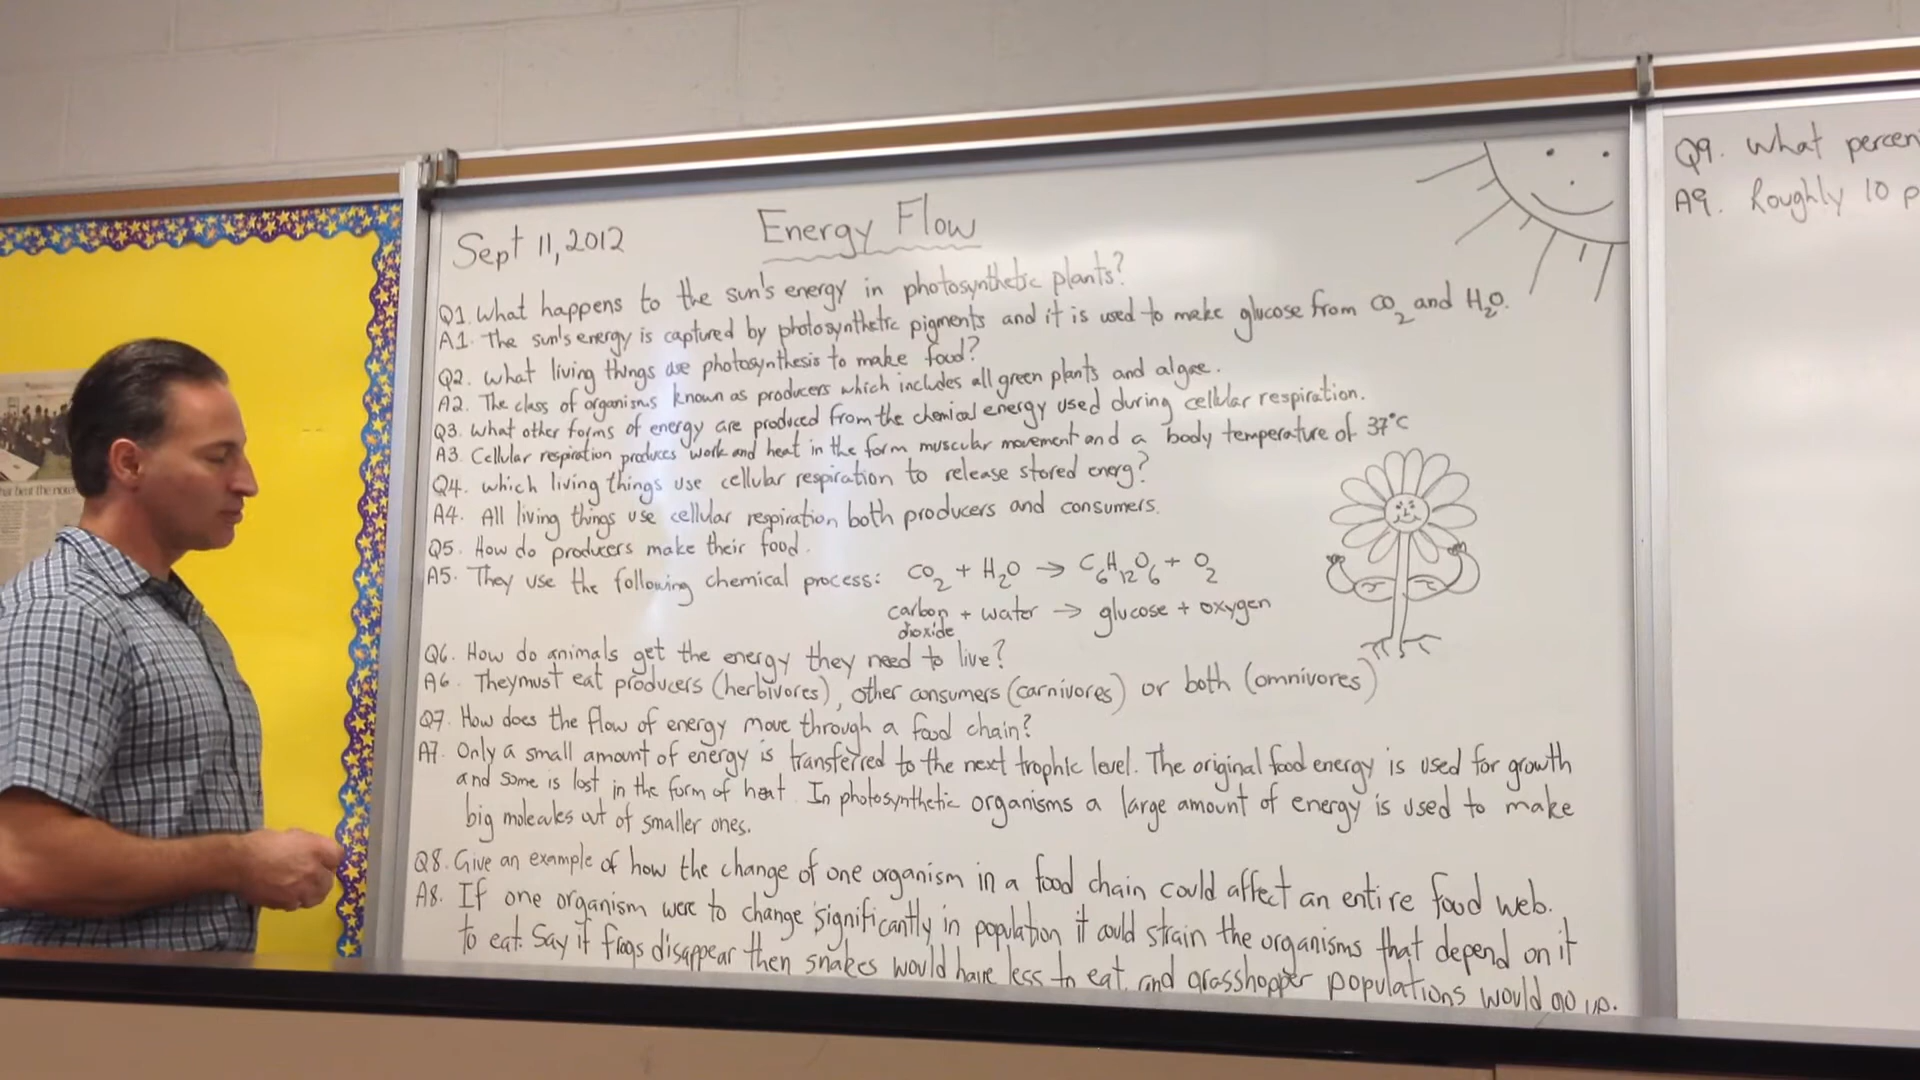 Sept 11, 2012
Energy Flow
Q1. What happens to the sun's energy in photosynthetic plants?
A1. The sun's energy is captured by photosynthetic pigments and it is used to make glucose from CO2 and H2O.
Q2. What living things use photosynthesis to make food?
A2. The class of organisms known as producers which includes all green plants and algae.
Q3. What other forms of energy are produced from the chemical energy used during cellular respiration.
A3. Cellular respiration produces work and heat in the form muscular movement and a body temperature of 37°C
Q4. Which living things use cellular respiration to release stored energ?
A4. All living things use cellular respiration both producers and consumers.
Q5. How do producers make their food.
A5. They use the following chemical process: CO2 + H2O → C6H12O6 + O2
carbon dioxide + water → glucose + oxygen
Q6. How do animals get the energy they need to live?
A6. They must eat producers (herbivores), other consumers (carnivores) or both (omnivores)
Q7. How does the flow of energy move through a food chain?
A7. Only a small amount of energy is transferred to the next trophic level. The original food energy is used for growth
and some is lost in the form of heat. In photosynthetic organisms a large amount of energy is used to make
big molecules out of smaller ones.
Q8. Give an example of how the change of one organism in a food chain could affect an entire food web.
A8. If one organism were to change significantly in population it could strain the organisms that depend on it
to eat. Say if frogs disappear then snakes would have less to eat and grasshopper populations would go up.
Q9. What percen
A9. Roughly 10 p